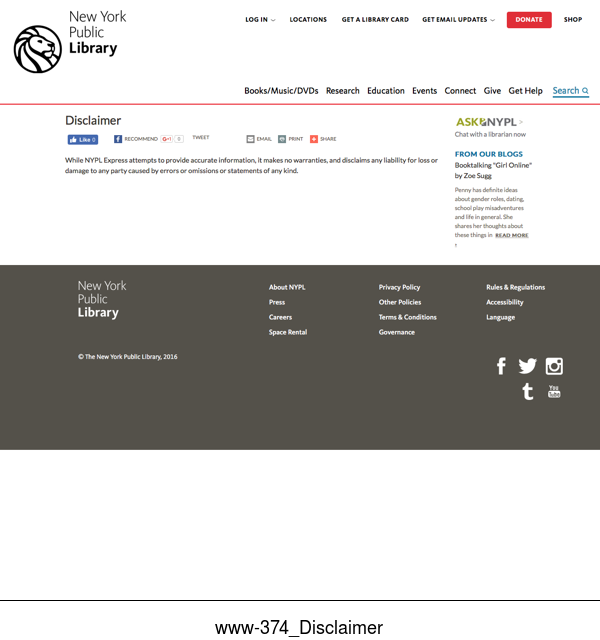 New York
Public
Library
LOG IN
LOCATIONS
GET A LIBRARY CARD
GET EMAIL UPDATES
DONATE
SHOP
Books/Music/DVDs
Research
Education
Events
Connect
Give
Get Help
Search
Disclaimer
Like 0
RECOMMEND
G+1
0
TWEET
EMAIL
PRINT
SHARE
While NYPL Express attempts to provide accurate information, it makes no warranties, and disclaims any liability for loss or
damage to any party caused by errors or omissions or statements of any kind.
ASK NYPL >
Chat with a librarian now
FROM OUR BLOGS
Booktalking "Girl Online"
by Zoe Sugg
Penny has definite ideas
about gender roles, dating,
school play misadventures
and life in general. She
shares her thoughts about
these things in READ MORE
›
New York
Public
Library
About NYPL
Press
Careers
Space Rental
Privacy Policy
Other Policies
Terms & Conditions
Governance
Rules & Regulations
Accessibility
Language
© The New York Public Library, 2016
You
Tube
www-374_Disclaimer